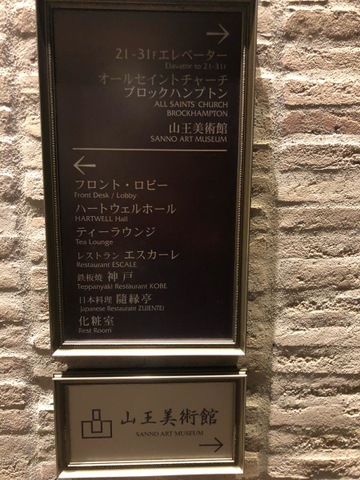 →
21-31F エレベーター
Elevator to 21-31F
オールセイントチャーチ
ブロックハンプトン
ALL SAINTS CHURCH
BROCKHAMPTON
山王美術館
SANNO ART MUSEUM
←
フロント・ロビー
Front Desk / Lobby
ハートウェルホール
HARTWELL Hall
ティーラウンジ
Tea Lounge
レストラン エスカーレ
Restaurant ESCALE
鉄板焼 神戸
Teppanyaki Restaurant KOBE
日本料理 隨縁亭
Japanese Restaurant ZUIENTEI
化粧室
Rest Room
山王美術館
SANNO ART MUSEUM
→